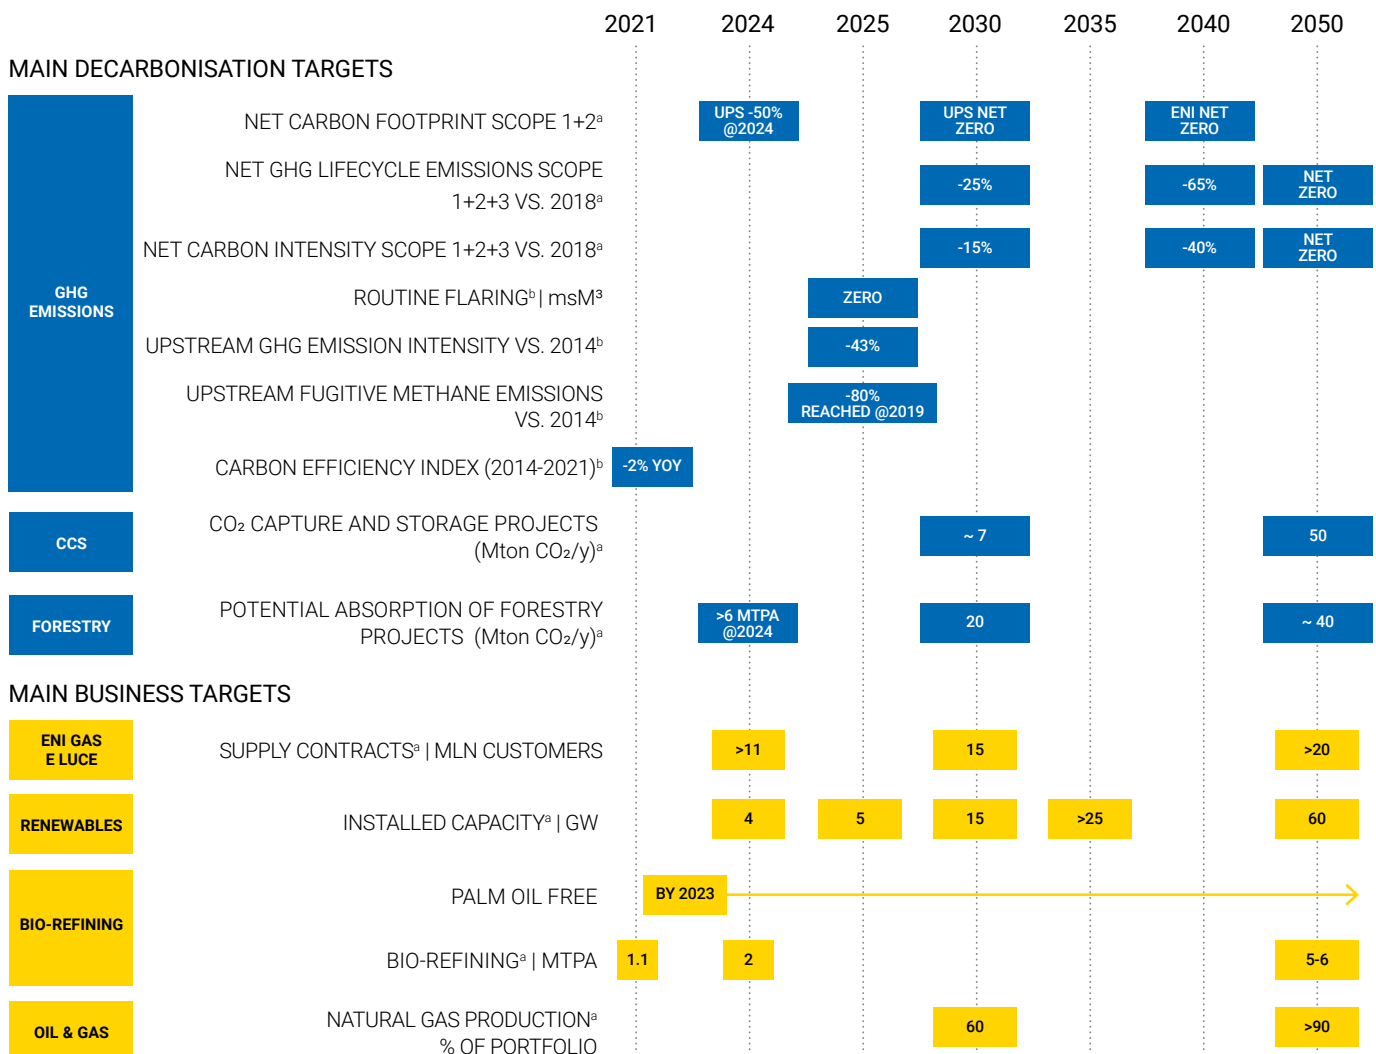 2021 2024 2025 2030 2035 2040 2050
MAIN DECARBONISATION TARGETS
GHG
EMISSIONS
NET CARBON FOOTPRINT SCOPE 1+2ᵃ
UPS -50%
@2024
UPS NET
ZERO
ENI NET
ZERO
NET GHG LIFECYCLE EMISSIONS SCOPE
1+2+3 VS. 2018ᵃ
-25%
-65%
NET
ZERO
NET CARBON INTENSITY SCOPE 1+2+3 VS. 2018ᵃ
-15%
-40%
NET
ZERO
ROUTINE FLARINGᵇ | msM³
ZERO
UPSTREAM GHG EMISSION INTENSITY VS. 2014ᵇ
-43%
UPSTREAM FUGITIVE METHANE EMISSIONS
VS. 2014ᵇ
-80%
REACHED @2019
CARBON EFFICIENCY INDEX (2014-2021)ᵇ
-2% YOY
CCS
CO₂ CAPTURE AND STORAGE PROJECTS
(Mton CO₂/y)ᵃ
~ 7
50
FORESTRY
POTENTIAL ABSORPTION OF FORESTRY
PROJECTS (Mton CO₂/y)ᵃ
>6 MTPA
@2024
20
~ 40
MAIN BUSINESS TARGETS
ENI GAS
E LUCE
SUPPLY CONTRACTSᵃ | MLN CUSTOMERS
>11
15
>20
RENEWABLES
INSTALLED CAPACITYᵃ | GW
4
5
15
>25
60
BIO-REFINING
PALM OIL FREE
BY 2023
BIO-REFININGᵃ | MTPA
1.1
2
5-6
OIL & GAS
NATURAL GAS PRODUCTIONᵃ
% OF PORTFOLIO
60
>90